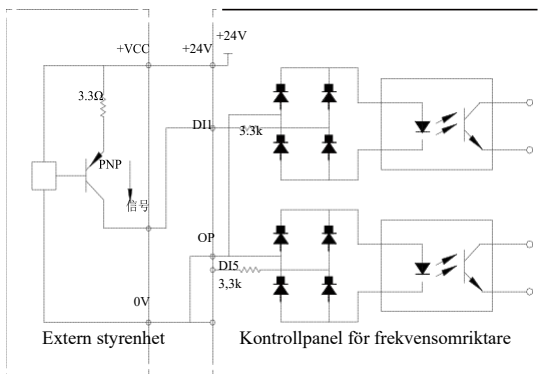 +24V
+VCC
+24V
3.3Ω
DI1
3.3k
PNP
信号
OP
DI5
3,3k
0V
Extern styrenhet
Kontrollpanel för frekvensomriktare